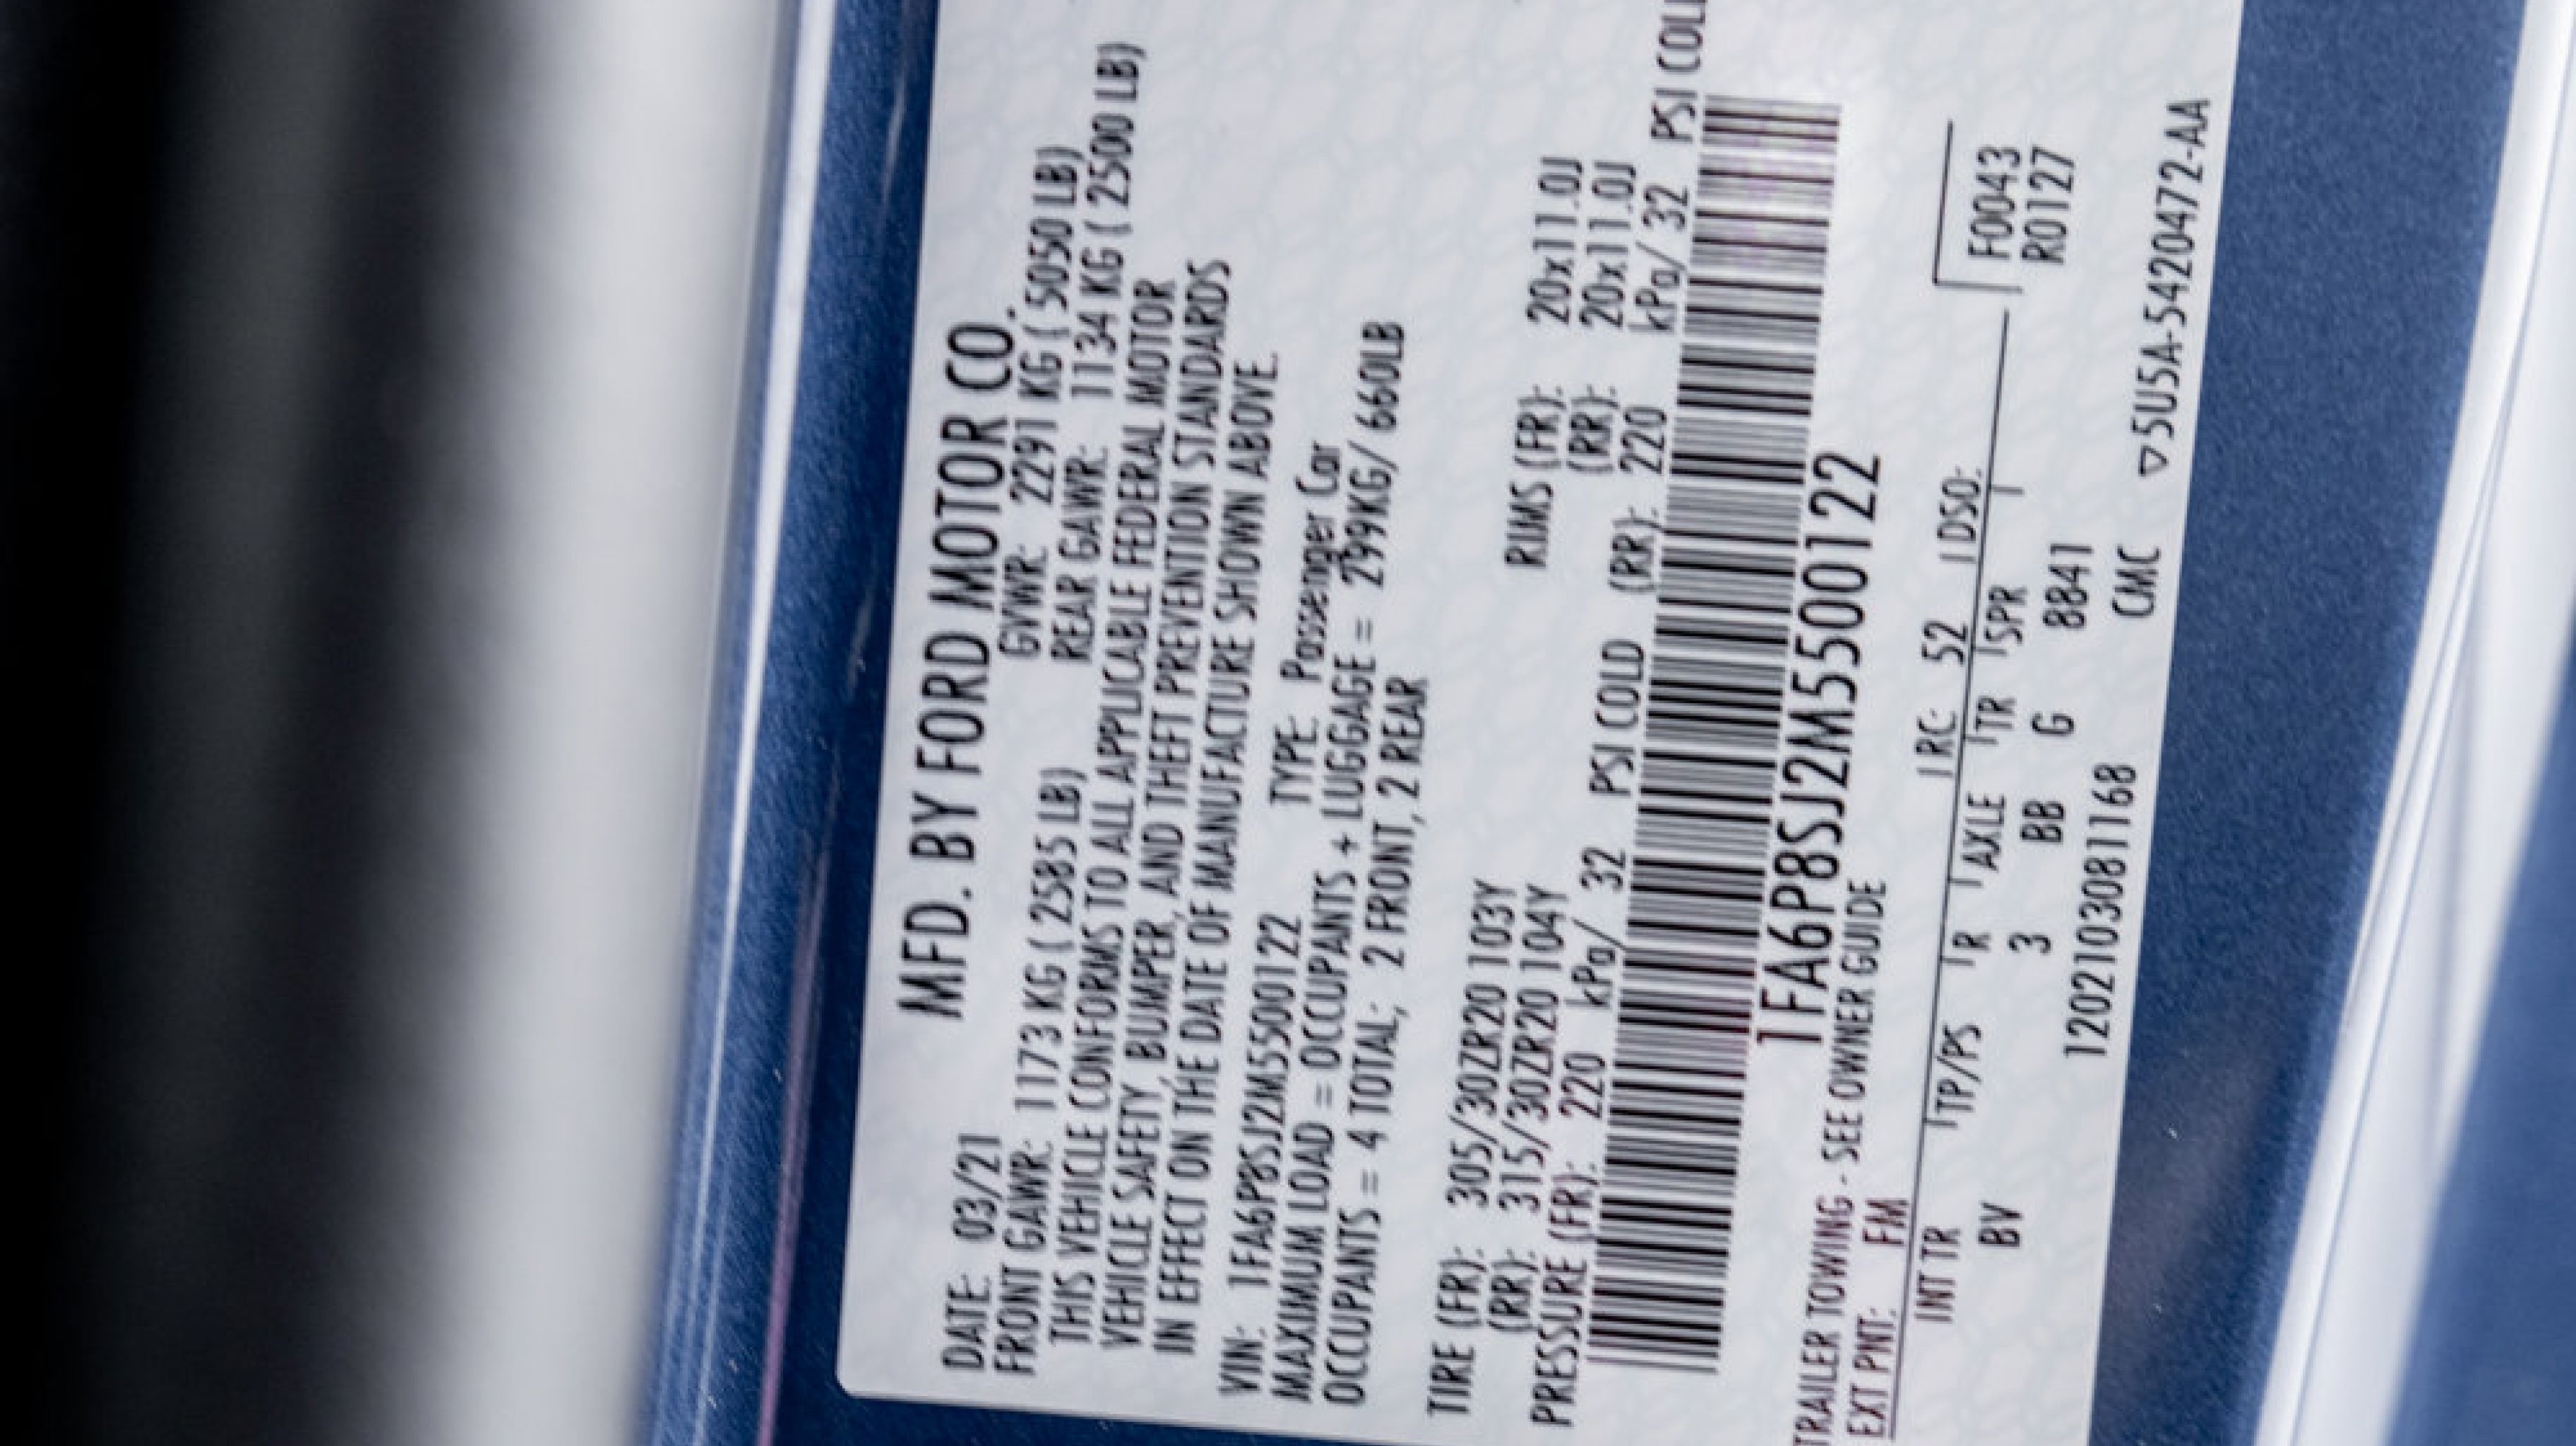 MFD. BY FORD MOTOR CO.
DATE: 03/21 GVWR: 2291 KG ( 5050 LB)
FRONT GAWR: 1173 KG ( 2585 LB) REAR GAWR: 1134 KG ( 2500 LB)
THIS VEHICLE CONFORMS TO ALL APPLICABLE FEDERAL MOTOR
VEHICLE SAFETY, BUMPER, AND THEFT PREVENTION STANDARDS
IN EFFECT ON THE DATE OF MANUFACTURE SHOWN ABOVE.
VIN: 1FA6P8SJ2M5500122 TYPE: Passenger Car
MAXIMUM LOAD = OCCUPANTS + LUGGAGE = 299KG/ 660LB
OCCUPANTS = 4 TOTAL; 2 FRONT, 2 REAR
TIRE (FR): 305/30ZR20 103Y RIMS (FR): 20x11.0J
(RR): 315/30ZR20 104Y (RR): 20x11.0J
PRESSURE (FR): 220 kPa/ 32 PSI COLD (RR): 220 kPa/ 32 PSI COLD
1FA6P8SJ2M5500122
TRAILER TOWING - SEE OWNER GUIDE
EXT PNT: FM RC: 52 DSO:
INT TR TP/PS R AXLE TR SPR F0043
BV 3 BB G 8841 R0127
1202103081168 CMC ▽5U5A-5420472-AA